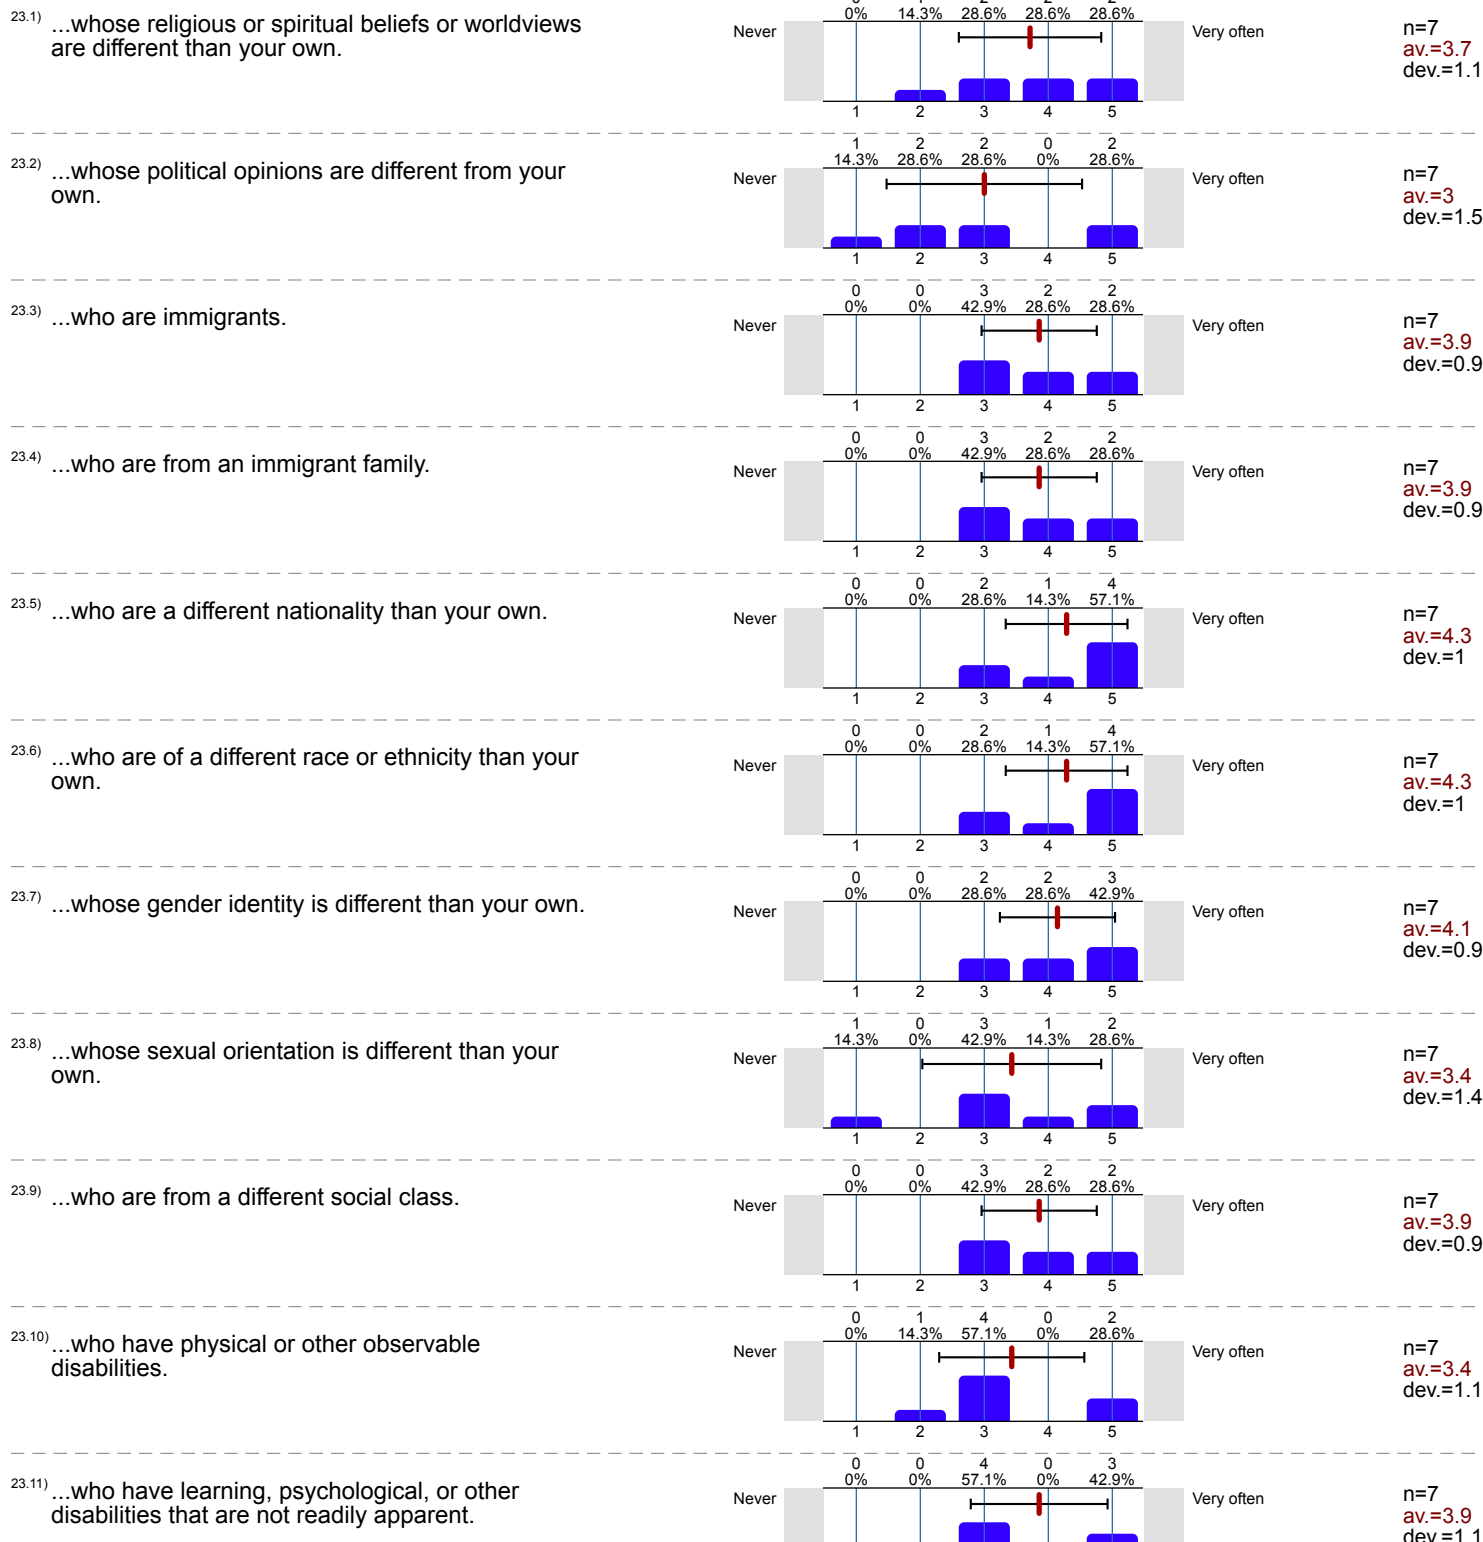 0 1 2 2 2
0% 14.3% 28.6% 28.6% 28.6%
23.1) ...whose religious or spiritual beliefs or worldviews
are different than your own.
Never Very often
n=7
av.=3.7
dev.=1.1
1 2 3 4 5
1 2 2 0 2
14.3% 28.6% 28.6% 0% 28.6%
23.2) ...whose political opinions are different from your
own.
Never Very often
n=7
av.=3
dev.=1.5
1 2 3 4 5
0 0 3 2 2
0% 0% 42.9% 28.6% 28.6%
23.3) ...who are immigrants.
Never Very often
n=7
av.=3.9
dev.=0.9
1 2 3 4 5
0 0 3 2 2
0% 0% 42.9% 28.6% 28.6%
23.4) ...who are from an immigrant family.
Never Very often
n=7
av.=3.9
dev.=0.9
1 2 3 4 5
0 0 2 1 4
0% 0% 28.6% 14.3% 57.1%
23.5) ...who are a different nationality than your own.
Never Very often
n=7
av.=4.3
dev.=1
1 2 3 4 5
0 0 2 1 4
0% 0% 28.6% 14.3% 57.1%
23.6) ...who are of a different race or ethnicity than your
own.
Never Very often
n=7
av.=4.3
dev.=1
1 2 3 4 5
0 0 2 2 3
0% 0% 28.6% 28.6% 42.9%
23.7) ...whose gender identity is different than your own.
Never Very often
n=7
av.=4.1
dev.=0.9
1 2 3 4 5
1 0 3 1 2
14.3% 0% 42.9% 14.3% 28.6%
23.8) ...whose sexual orientation is different than your
own.
Never Very often
n=7
av.=3.4
dev.=1.4
1 2 3 4 5
0 0 3 2 2
0% 0% 42.9% 28.6% 28.6%
23.9) ...who are from a different social class.
Never Very often
n=7
av.=3.9
dev.=0.9
1 2 3 4 5
0 1 4 0 2
0% 14.3% 57.1% 0% 28.6%
23.10) ...who have physical or other observable
disabilities.
Never Very often
n=7
av.=3.4
dev.=1.1
1 2 3 4 5
0 0 4 0 3
0% 0% 57.1% 0% 42.9%
23.11) ...who have learning, psychological, or other
disabilities that are not readily apparent.
Never Very often
n=7
av.=3.9
dev.=1.1